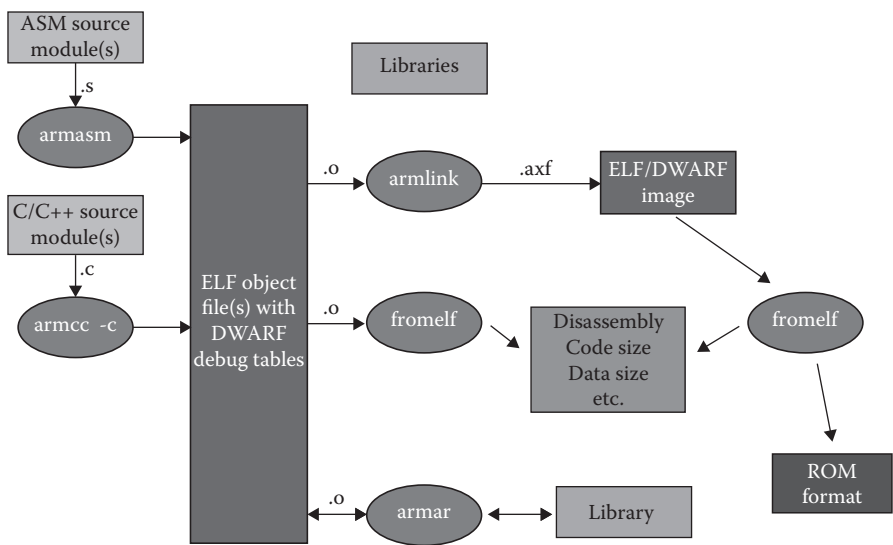 ASM source
module(s)
.s
armasm
C/C++ source
module(s)
.c
armcc -c
ELF object
file(s) with
DWARF
debug tables
Libraries
.o
armlink
.axf
ELF/DWARF
image
.o
fromelf
Disassembly
Code size
Data size
etc.
fromelf
ROM
format
.o
armar
Library